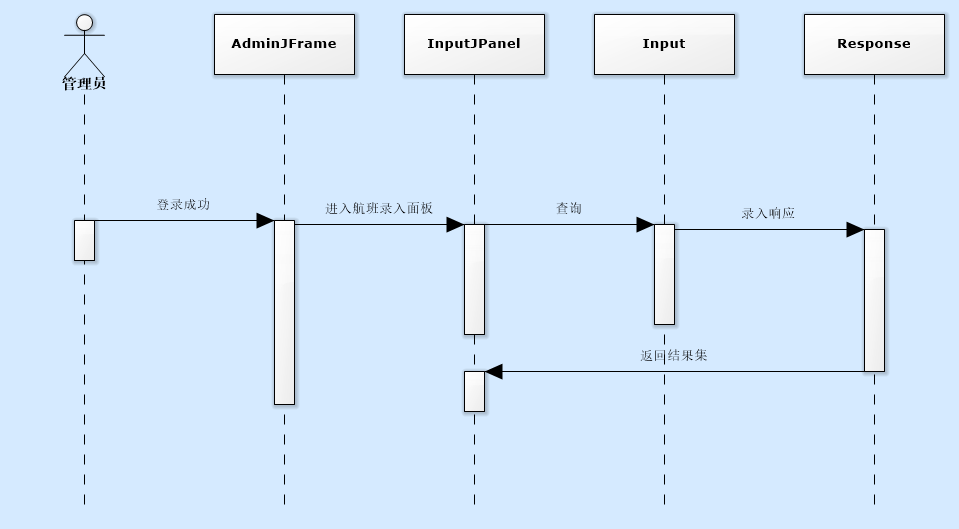 AdminJFrame
InputJPanel
Input
Response
管理员
登录成功
进入航班录入面板
查询
录入响应
返回结果集